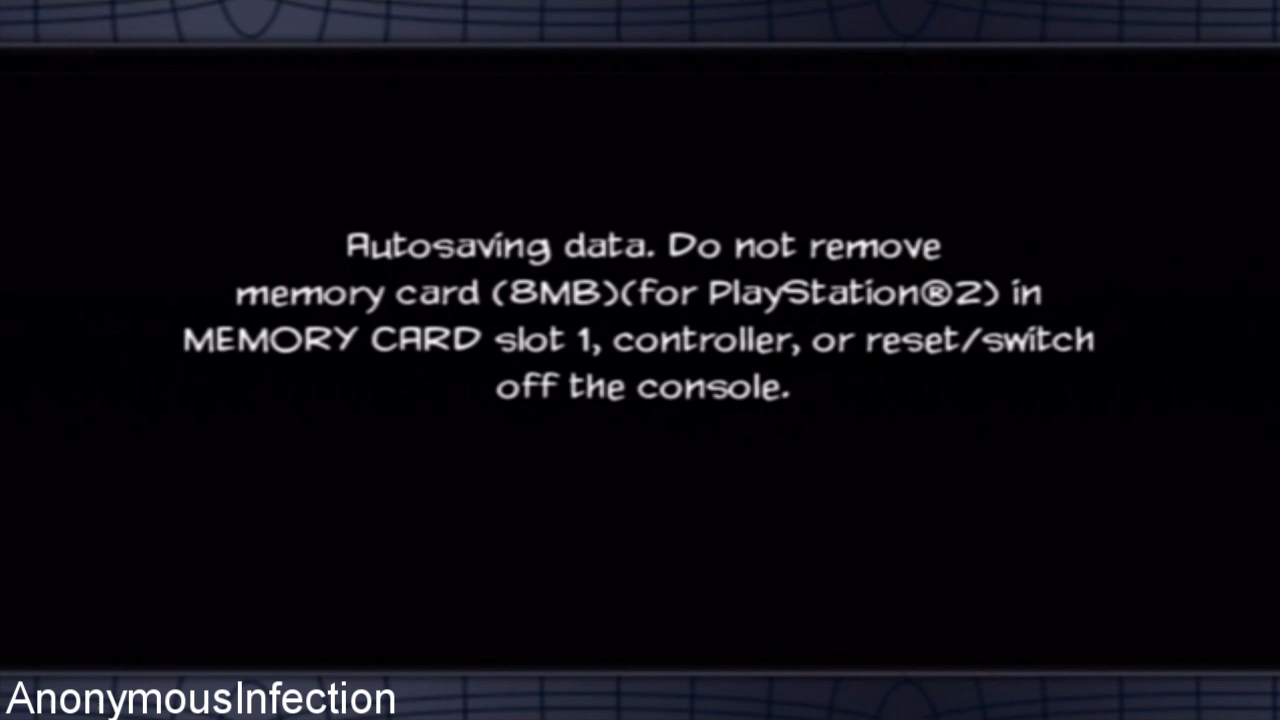 Autosaving data. Do not remove
memory card (8MB)(for PlayStation®2) in
MEMORY CARD slot 1, controller, or reset/switch
off the console.
AnonymousInfection